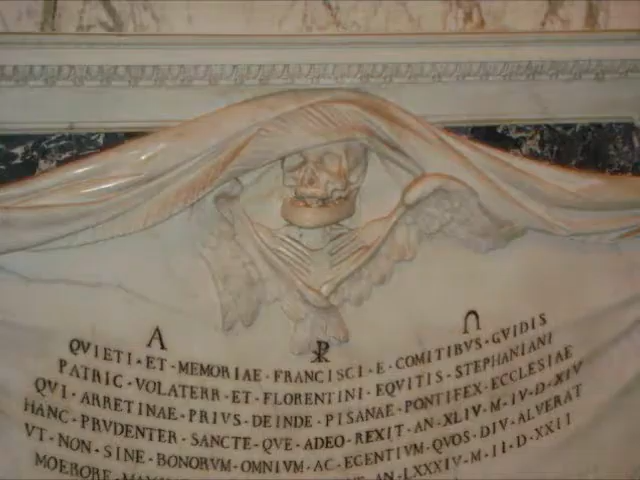 Α ☧ Ω
QVIETI · ET · MEMORIAE · FRANCISCI · E · COMITIBVS · GVIDIS
PATRIC · VOLATERR · ET · FLORENTINI · EQVITIS · STEPHANIANI
QVI · ARRETINAE · PRIVS · DEINDE · PISANAE · PONTIFEX · ECCLESIAE
HANC · PRVDENTER · SANCTE · QVE · ADEO · REXIT · AN · XLIV · M · IV · D · XIV
VT · NON · SINE · BONORVM · OMNIVM · AC · EGENTIVM · QVOS · DIV · ALVERAT
MOERORE · AN · LXXXIV · M · II · D · XXII